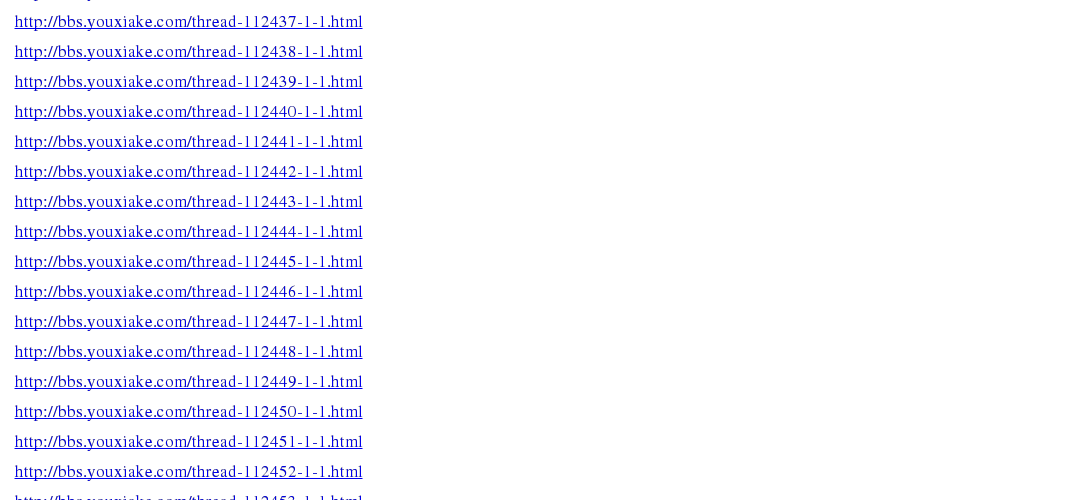 http://bbs.youxiake.com/thread-112437-1-1.html
http://bbs.youxiake.com/thread-112438-1-1.html
http://bbs.youxiake.com/thread-112439-1-1.html
http://bbs.youxiake.com/thread-112440-1-1.html
http://bbs.youxiake.com/thread-112441-1-1.html
http://bbs.youxiake.com/thread-112442-1-1.html
http://bbs.youxiake.com/thread-112443-1-1.html
http://bbs.youxiake.com/thread-112444-1-1.html
http://bbs.youxiake.com/thread-112445-1-1.html
http://bbs.youxiake.com/thread-112446-1-1.html
http://bbs.youxiake.com/thread-112447-1-1.html
http://bbs.youxiake.com/thread-112448-1-1.html
http://bbs.youxiake.com/thread-112449-1-1.html
http://bbs.youxiake.com/thread-112450-1-1.html
http://bbs.youxiake.com/thread-112451-1-1.html
http://bbs.youxiake.com/thread-112452-1-1.html